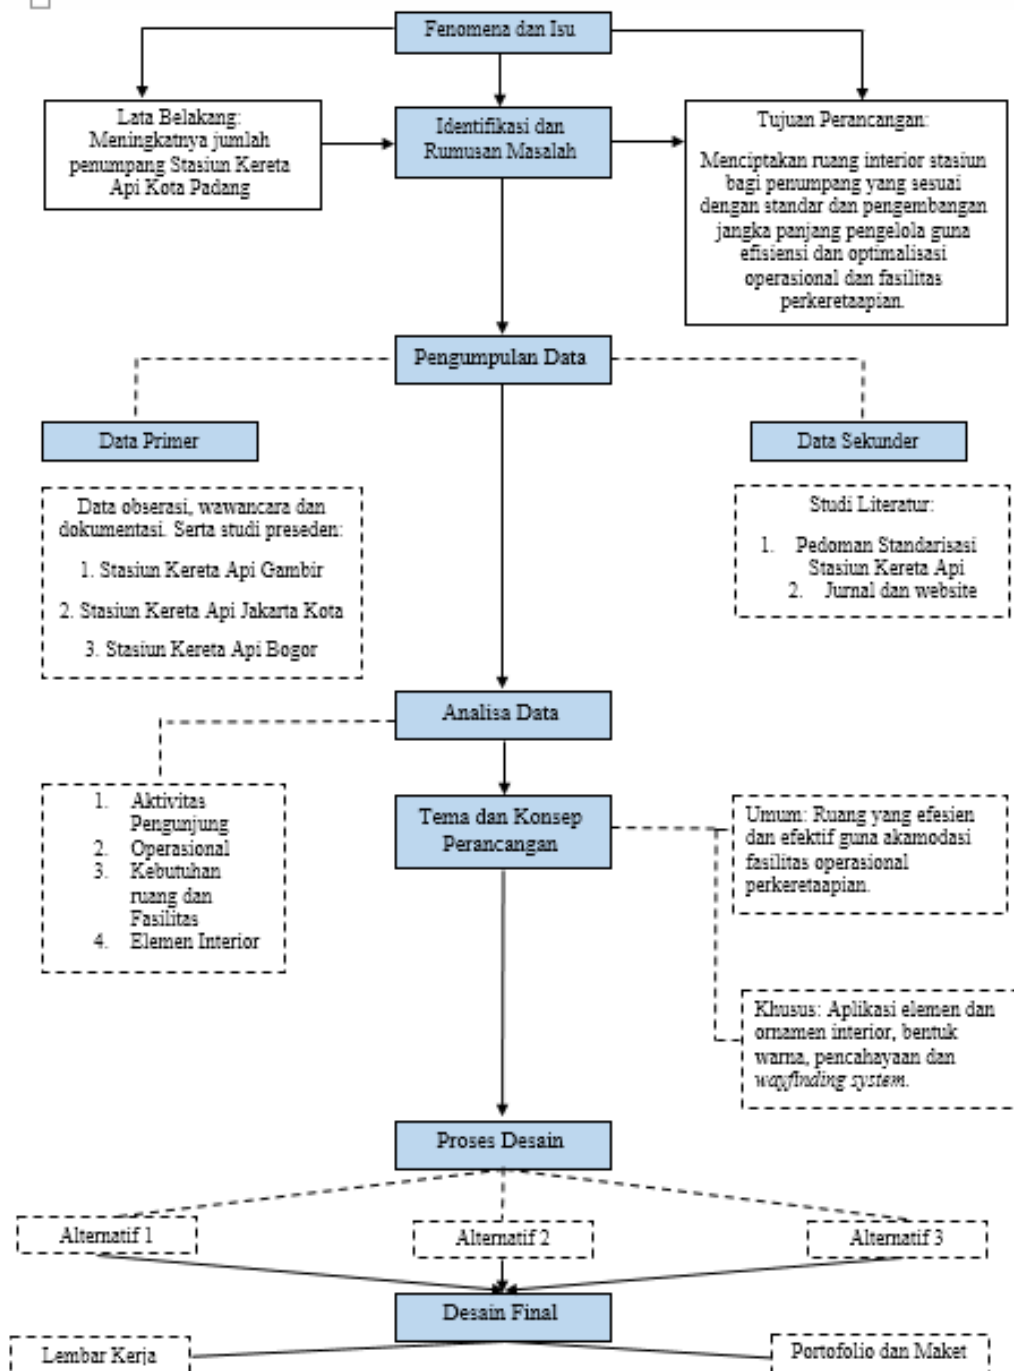 Fenomena dan Isu
Lata Belakang:
Meningkatnya jumlah
penumpang Stasiun Kereta
Api Kota Padang
Identifikasi dan
Rumusan Masalah
Tujuan Perancangan:
Menciptakan ruang interior stasiun
bagi penumpang yang sesuai
dengan standar dan pengembangan
jangka panjang pengelola guna
efisiensi dan optimalisasi
operasional dan fasilitas
perkeretaapian.
Pengumpulan Data
Data Primer
Data Sekunder
Data obserasi, wawancara dan
dokumentasi. Serta studi preseden:
1. Stasiun Kereta Api Gambir
2. Stasiun Kereta Api Jakarta Kota
3. Stasiun Kereta Api Bogor
Studi Literatur:
1. Pedoman Standarisasi
Stasiun Kereta Api
2. Jurnal dan website
Analisa Data
1. Aktivitas
Pengunjung
2. Operasional
3. Kebutuhan
ruang dan
Fasilitas
4. Elemen Interior
Tema dan Konsep
Perancangan
Umum: Ruang yang efesien
dan efektif guna akamodasi
fasilitas operasional
perkeretaapian.
Khusus: Aplikasi elemen dan
ornamen interior, bentuk
warna, pencahayaan dan
wayfinding system.
Proses Desain
Alternatif 1
Alternatif 2
Alternatif 3
Desain Final
Lembar Kerja
Portofolio dan Maket